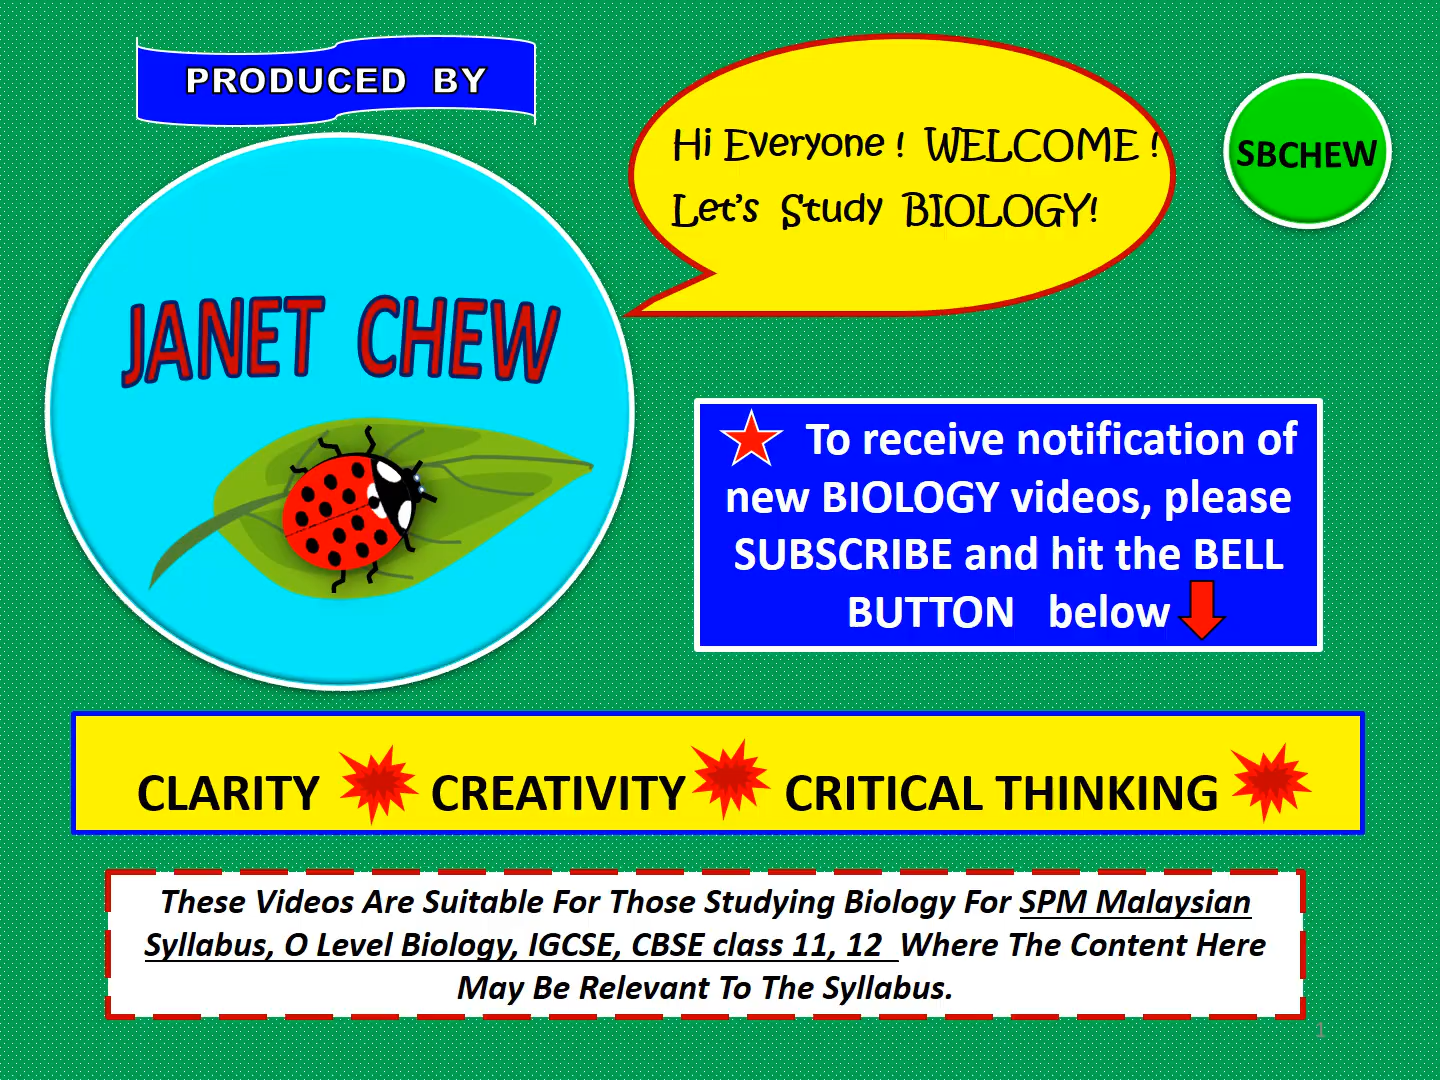 PRODUCED BY
Hi Everyone ! WELCOME !
Let's Study BIOLOGY!
SBCHEW
JANET CHEW
To receive notification of
new BIOLOGY videos, please
SUBSCRIBE and hit the BELL
BUTTON below
CLARITY CREATIVITY CRITICAL THINKING
These Videos Are Suitable For Those Studying Biology For SPM Malaysian
Syllabus, O Level Biology, IGCSE, CBSE class 11, 12 Where The Content Here
May Be Relevant To The Syllabus.
1